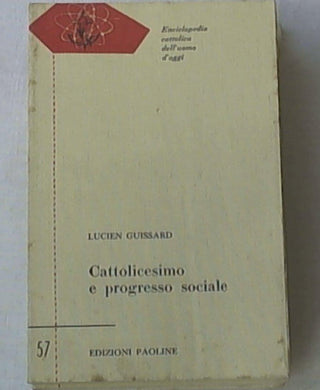 Enciclopedia
cattolica
dell'uomo
d'oggi
LUCIEN GUISSARD
Cattolicesimo
e progresso sociale
57
EDIZIONI PAOLINE